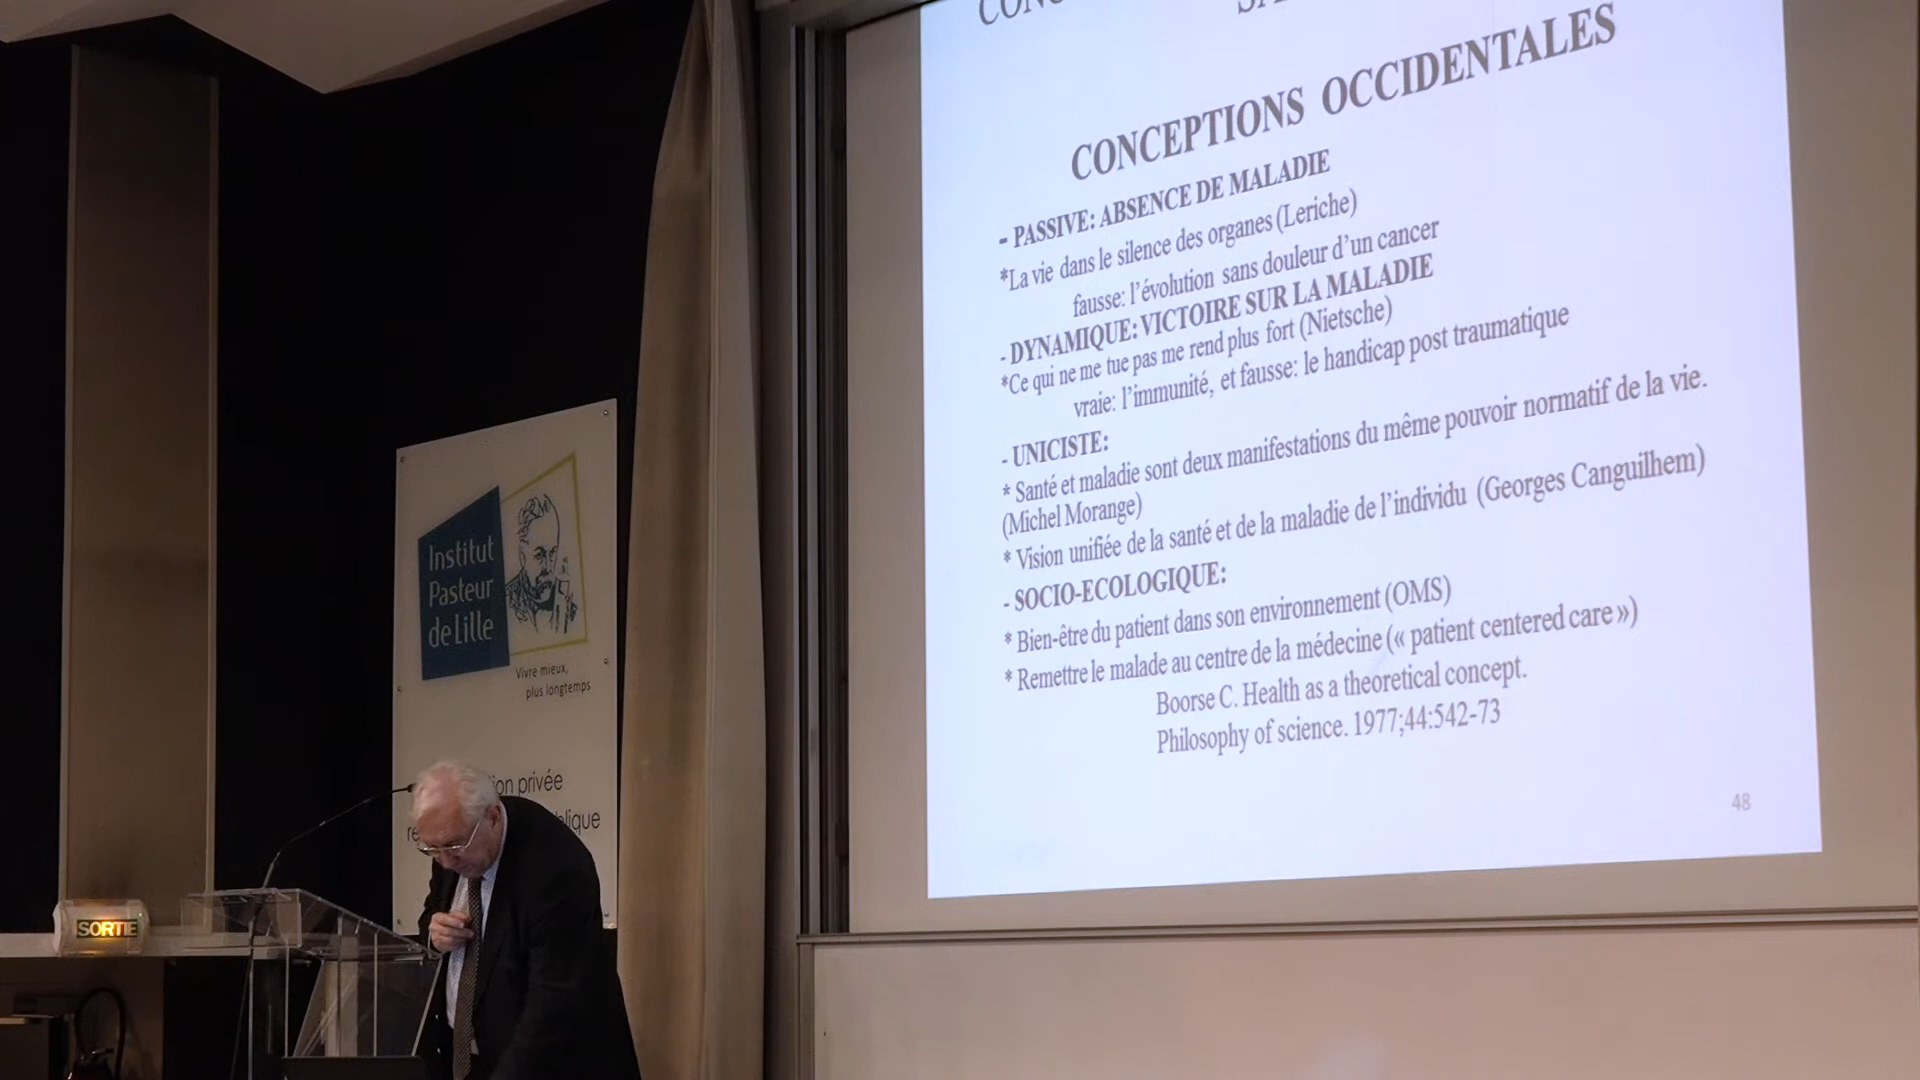 CONCEPTIONS OCCIDENTALES
- PASSIVE: ABSENCE DE MALADIE
*La vie dans le silence des organes (Leriche)
fausse: l’évolution sans douleur d’un cancer
- DYNAMIQUE: VICTOIRE SUR LA MALADIE
*Ce qui ne me tue pas me rend plus fort (Nietsche)
vraie: l’immunité, et fausse: le handicap post traumatique
- UNICISTE:
* Santé et maladie sont deux manifestations du même pouvoir normatif de la vie.
(Michel Morange)
* Vision unifiée de la santé et de la maladie de l’individu (Georges Canguilhem)
- SOCIO-ECOLOGIQUE:
* Bien-être du patient dans son environnement (OMS)
* Remettre le malade au centre de la médecine (« patient centered care »)
Boorse C. Health as a theoretical concept.
Philosophy of science. 1977;44:542-73
48
Institut
Pasteur
de Lille
Vivre mieux,
plus longtemps
privée
SORTIE